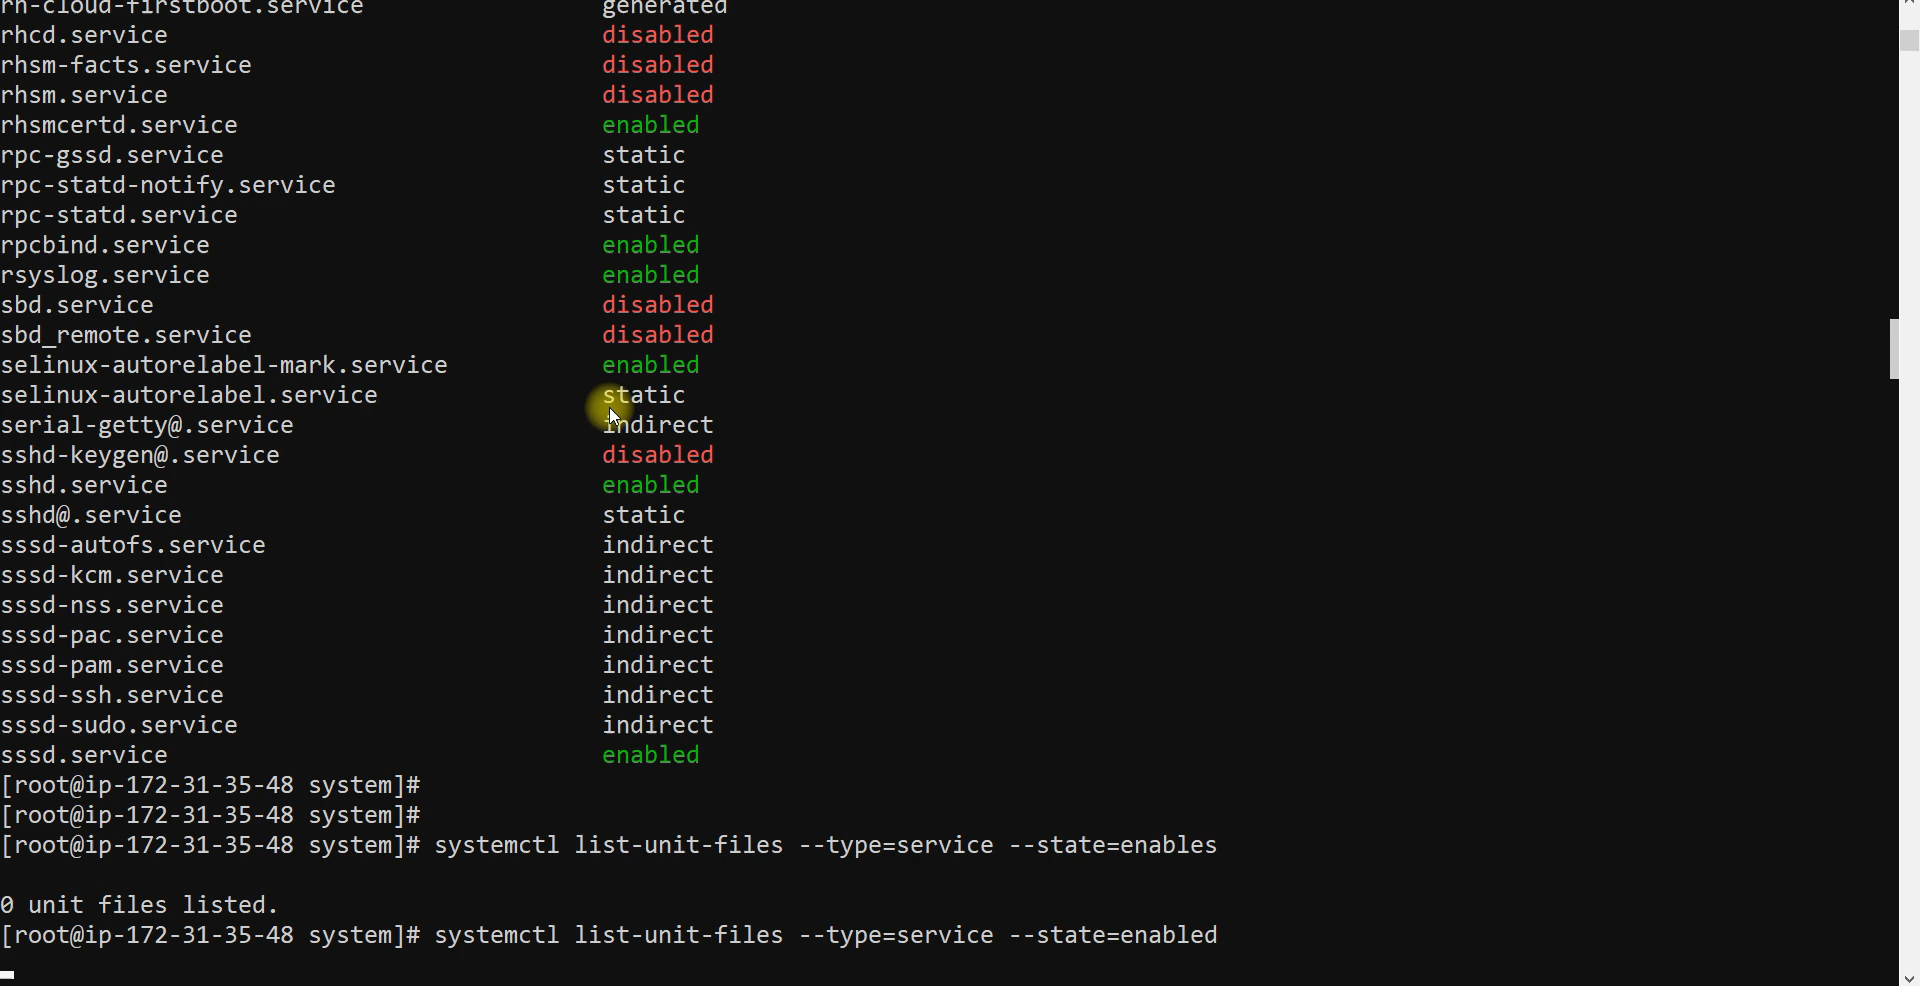 rh-cloud-firstboot.service generated
rhcd.service disabled
rhsm-facts.service disabled
rhsm.service disabled
rhsmcertd.service enabled
rpc-gssd.service static
rpc-statd-notify.service static
rpc-statd.service static
rpcbind.service enabled
rsyslog.service enabled
sbd.service disabled
sbd_remote.service disabled
selinux-autorelabel-mark.service enabled
selinux-autorelabel.service static
serial-getty@.service indirect
sshd-keygen@.service disabled
sshd.service enabled
sshd@.service static
sssd-autofs.service indirect
sssd-kcm.service indirect
sssd-nss.service indirect
sssd-pac.service indirect
sssd-pam.service indirect
sssd-ssh.service indirect
sssd-sudo.service indirect
sssd.service enabled
[root@ip-172-31-35-48 system]#
[root@ip-172-31-35-48 system]#
[root@ip-172-31-35-48 system]# systemctl list-unit-files --type=service --state=enables
0 unit files listed.
[root@ip-172-31-35-48 system]# systemctl list-unit-files --type=service --state=enabled